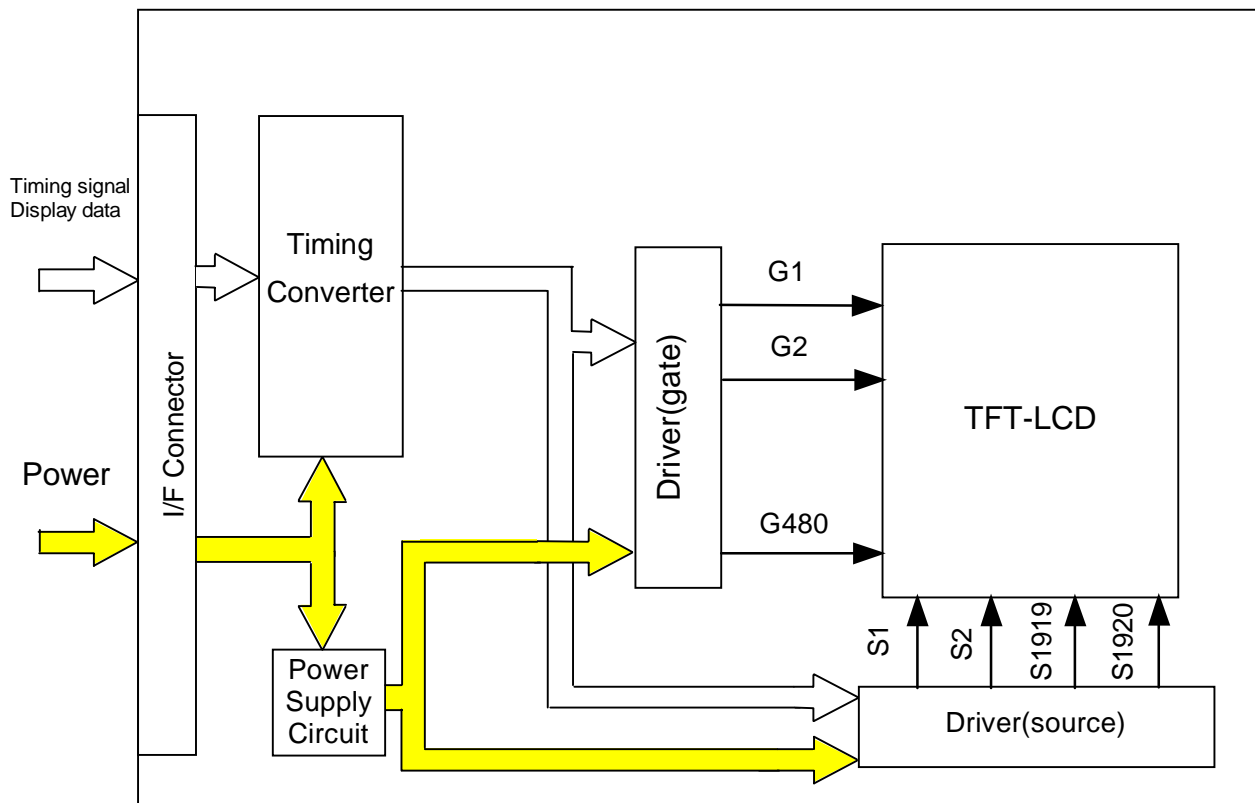 Timing signal
Display data
Power
I/F Connector
Timing
Converter
Power
Supply
Circuit
Driver(gate)
G1
G2
G480
TFT-LCD
S1
S2
S1919
S1920
Driver(source)